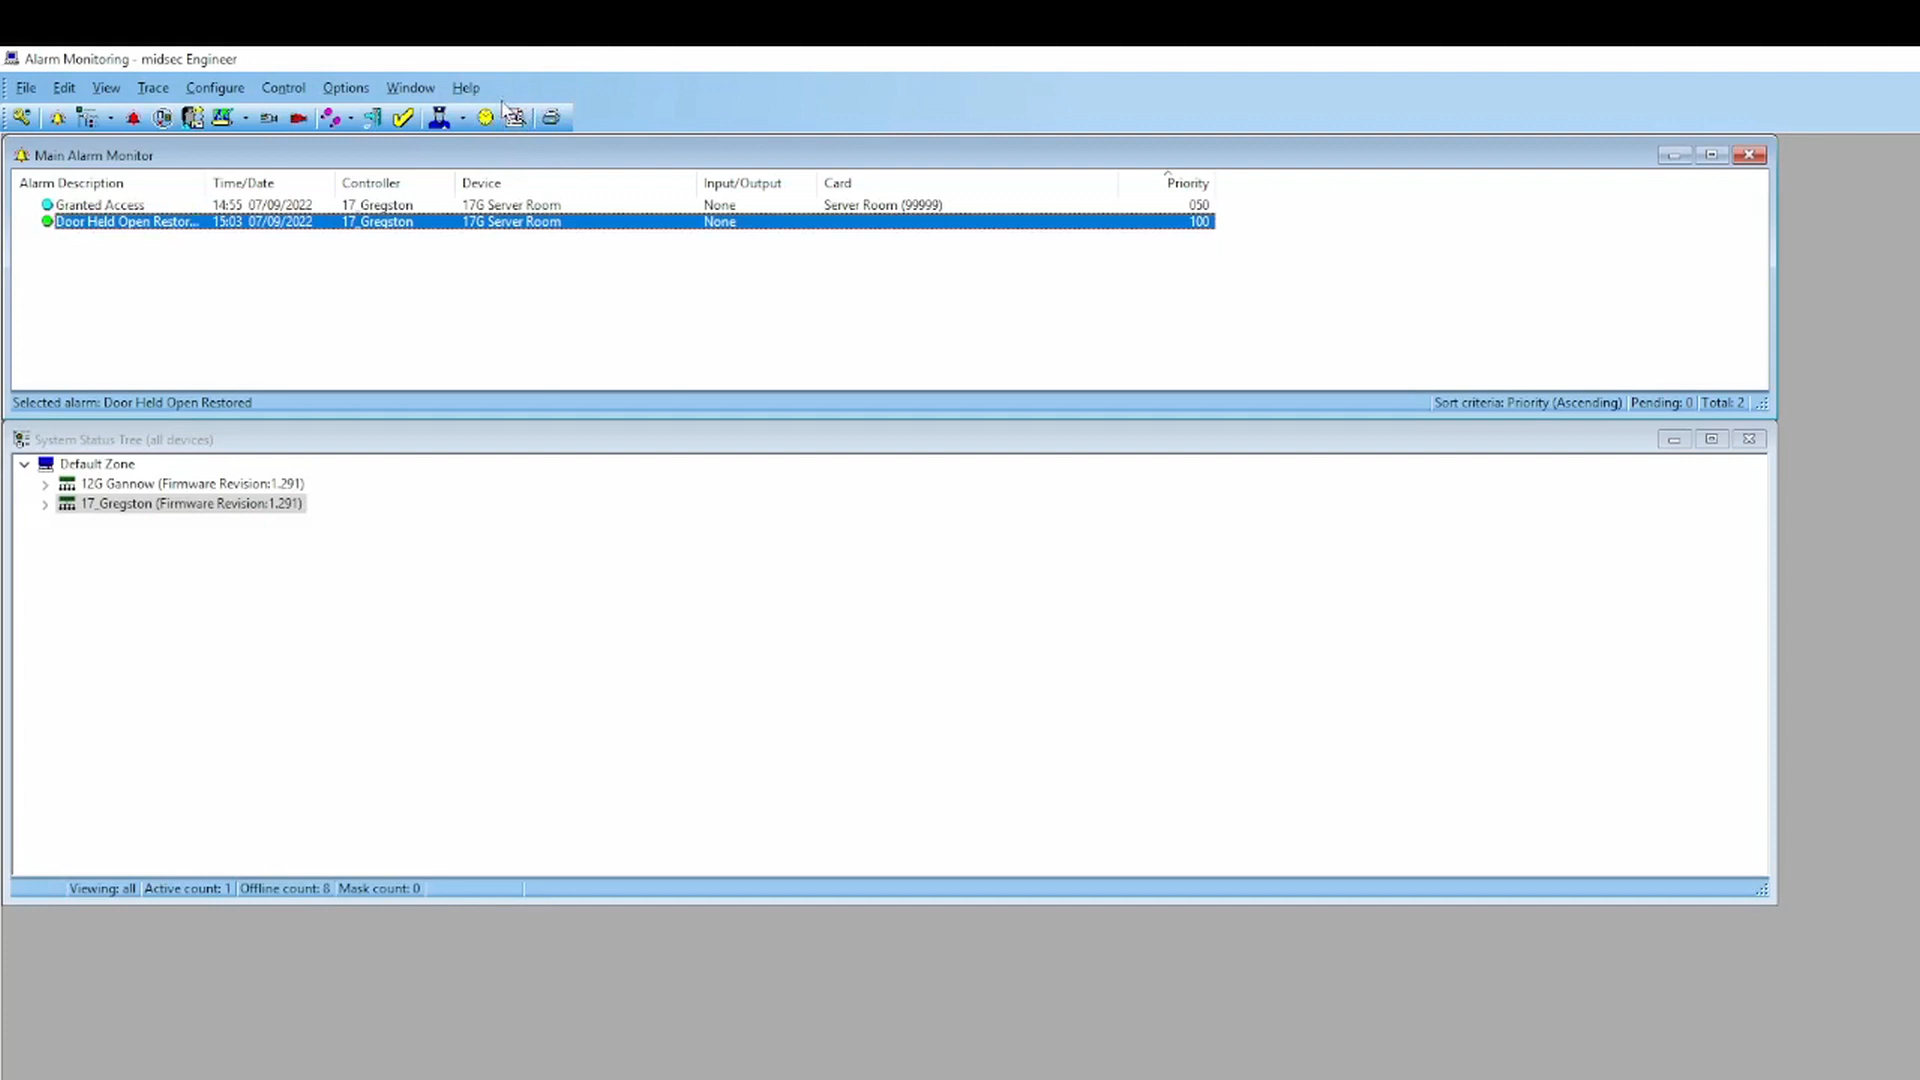 Alarm Monitoring - midsec Engineer
File Edit View Trace Configure Control Options Window Help
Main Alarm Monitor
Alarm Description Time/Date Controller Device Input/Output Card Priority
Granted Access 14:55 07/09/2022 17_Gregston 17G Server Room None Server Room (99999) 050
Door Held Open Restor... 15:03 07/09/2022 17_Gregston 17G Server Room None 100
Selected alarm: Door Held Open Restored Sort criteria: Priority (Ascending) Pending: 0 Total: 2
System Status Tree (all devices)
Default Zone
12G Gannow (Firmware Revision:1.291)
17_Gregston (Firmware Revision:1.291)
Viewing: all Active count: 1 Offline count: 8 Mask count: 0